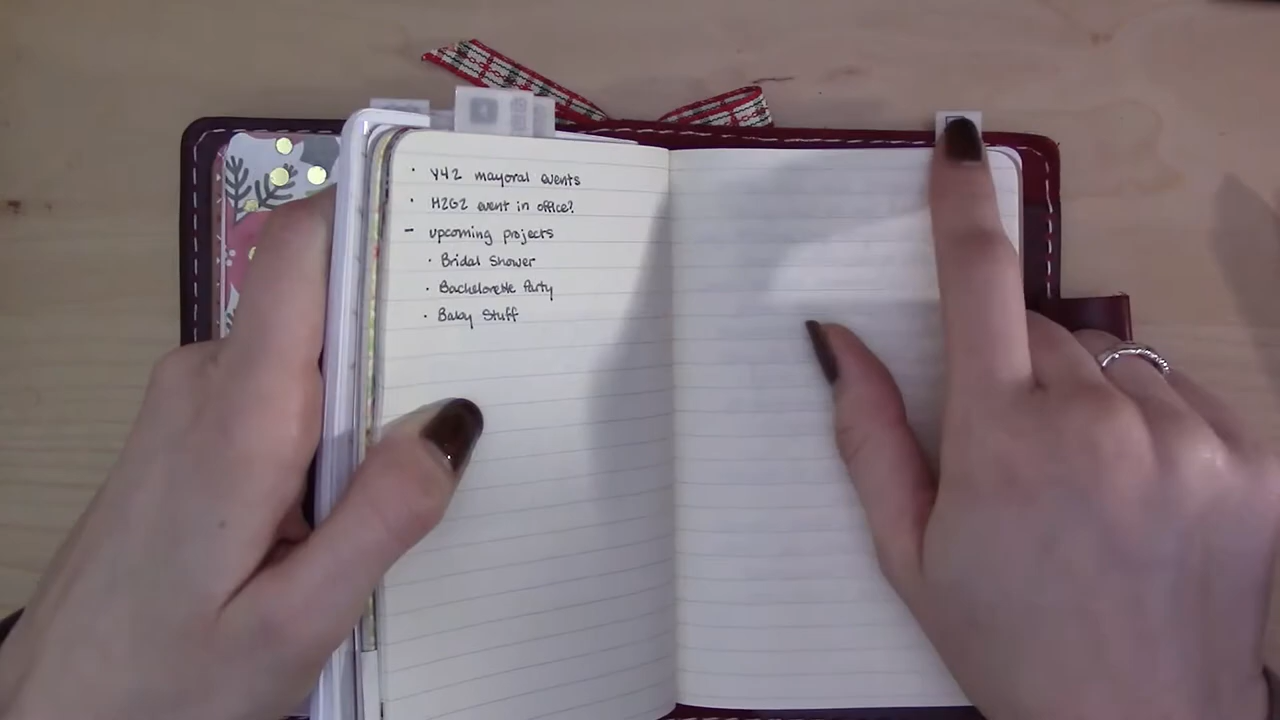 · Y42 mayoral events
· H2G2 event in office?
- upcoming projects
· Bridal Shower
· Bachelorette Party
· Baby Stuff